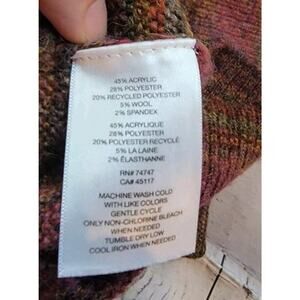 45% ACRYLIC
28% POLYESTER
20% RECYCLED POLYESTER
5% WOOL
2% SPANDEX
45% ACRYLIQUE
28% POLYESTER
20% POLYESTER RECYCLÉ
5% LA LAINE
2% ÉLASTHANNE
RN# 74747
CA# 45117
MACHINE WASH COLD
WITH LIKE COLORS
GENTLE CYCLE
ONLY NON-CHLORINE BLEACH
WHEN NEEDED
TUMBLE DRY LOW
COOL IRON WHEN NEEDED